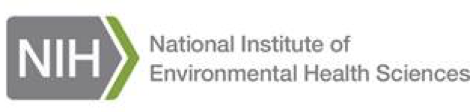 NIH
National Institute of
Environmental Health Sciences